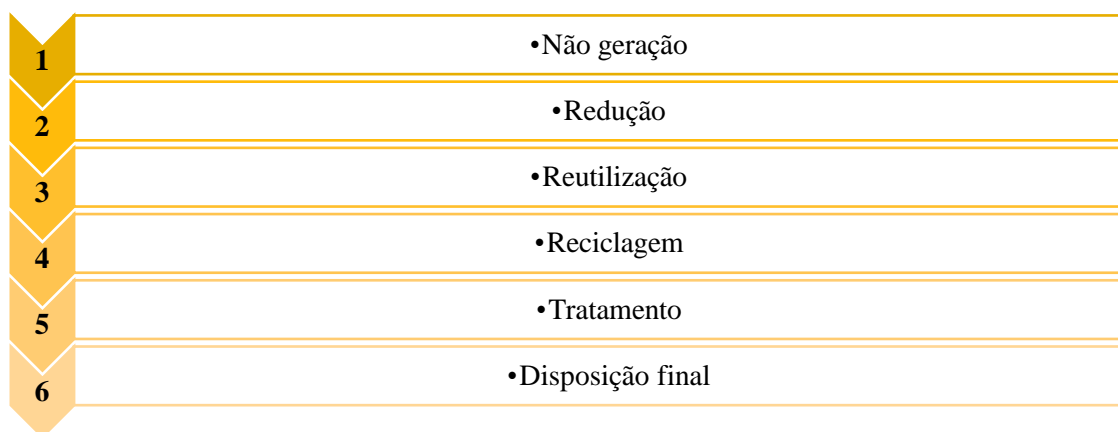 1 •Não geração
2 •Redução
3 •Reutilização
4 •Reciclagem
5 •Tratamento
6 •Disposição final